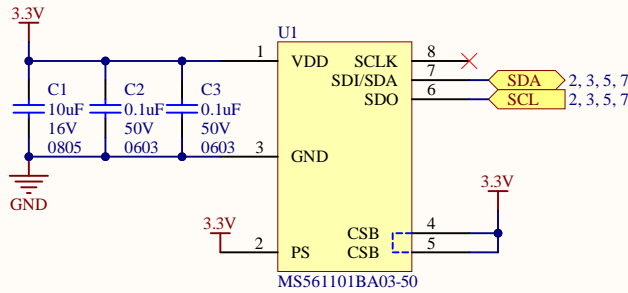 3.3V
U1
1 VDD SCLK 8
SDI/SDA 7 SDA 2, 3, 5, 7
SDO 6 SCL 2, 3, 5, 7
C1 C2 C3
10uF 0.1uF 0.1uF
16V 50V 50V
0805 0603 0603
3 GND
GND
3.3V 3.3V
CSB 4
2 PS CSB 5
MS561101BA03-50